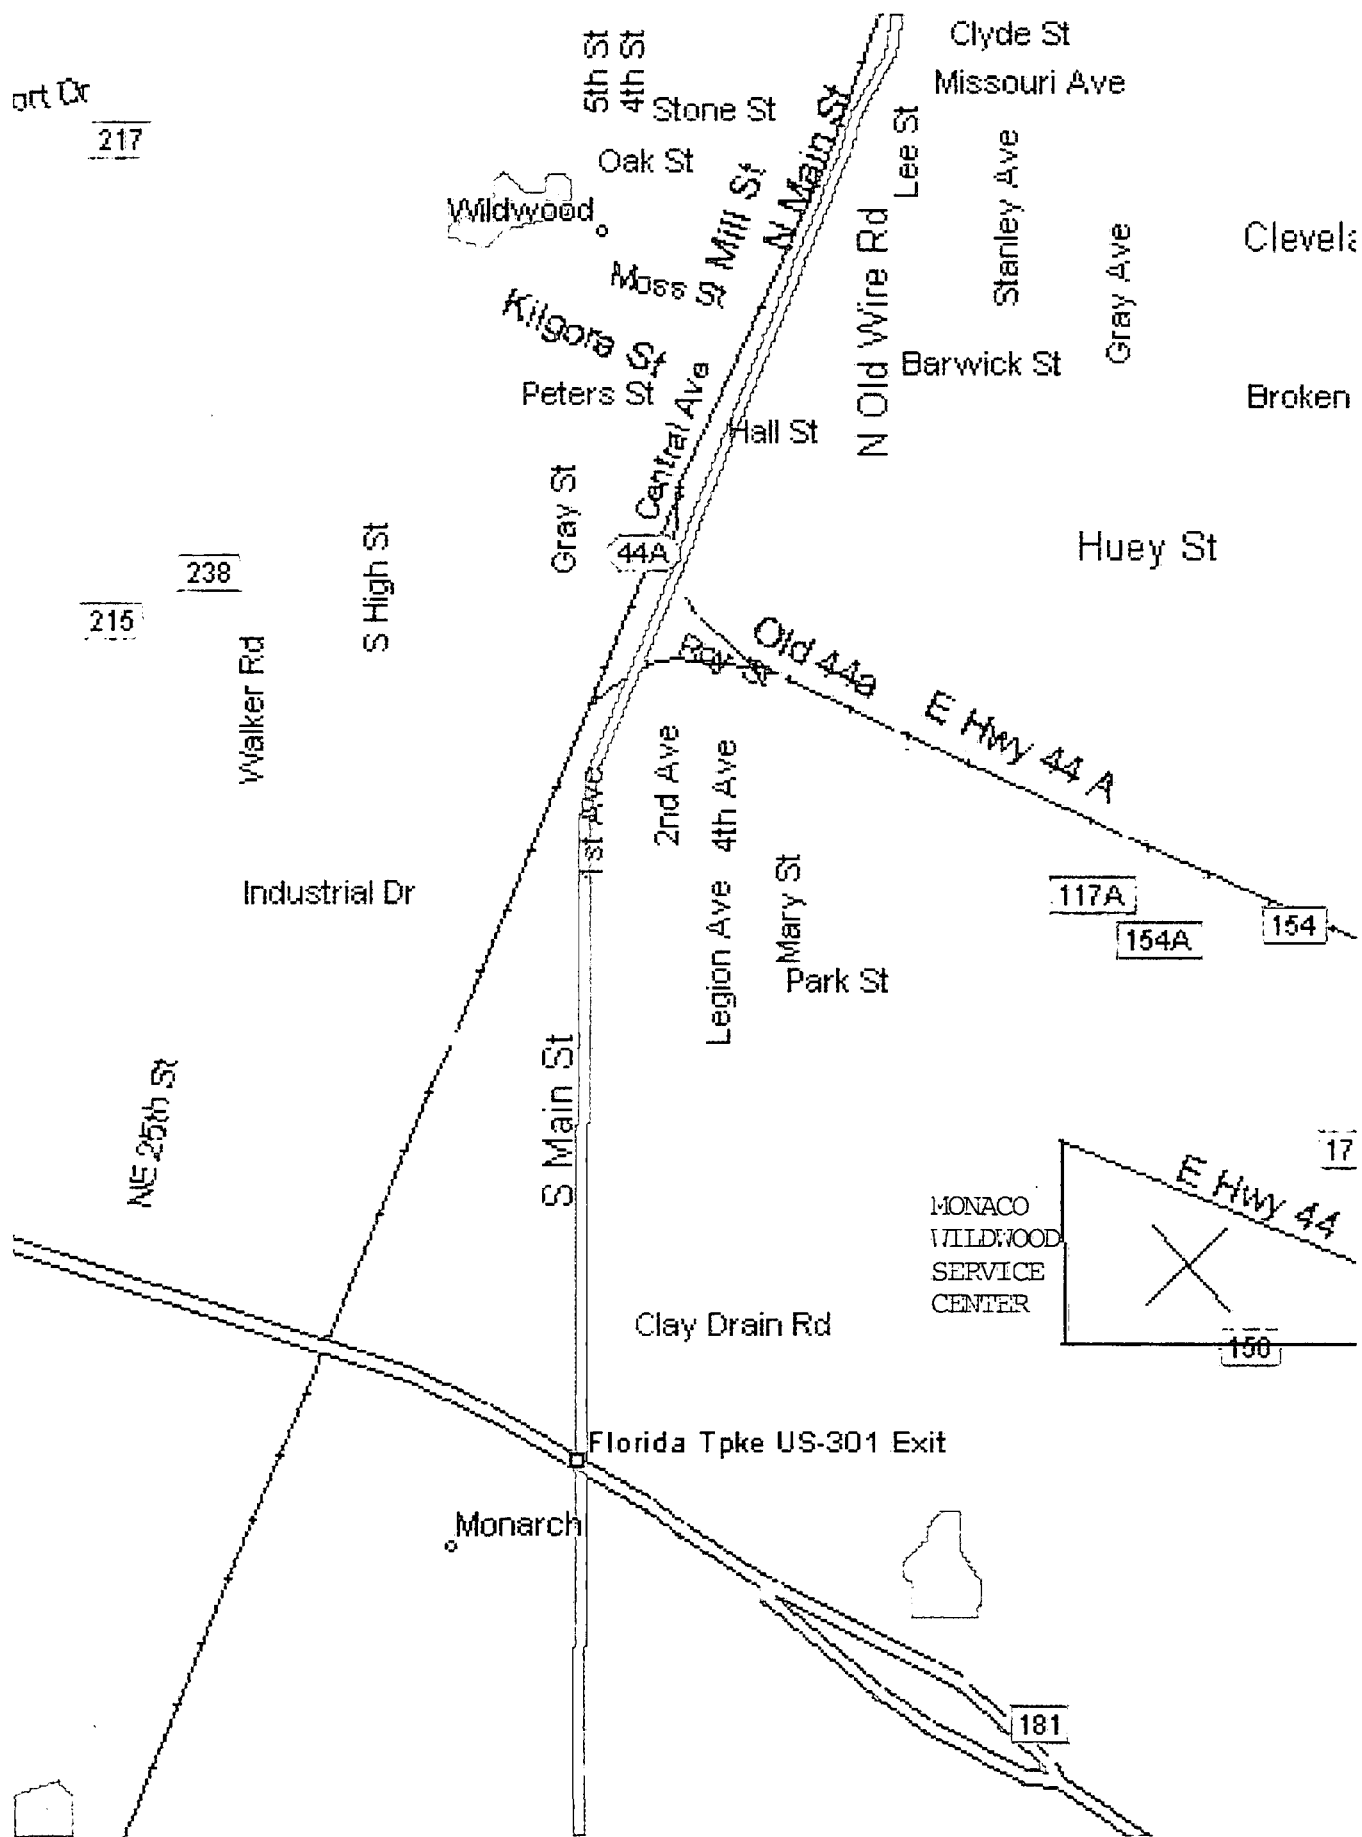 Clyde St
5th St
4th St
Missouri Ave
ort Dr
Stone St
N Main St
Lee St
217
Oak St
Mill St
Stanley Ave
Wildwood
N Old Wire Rd
Gray Ave
Clevela
Moss St
Kilgora St
Barwick St
Peters St
Central Ave
Broken
Hall St
Gray St
S High St
44A
Huey St
238
215
Walker Rd
Roy St
Old 44a
E Hwy 44 A
2nd Ave
4th Ave
1st Ave
Industrial Dr
Legion Ave
Mary St
117A
154
154A
Park St
S Main St
NE 25th St
17
E Hwy 44
MONACO
WILDWOOD
SERVICE
CENTER
Clay Drain Rd
150
Florida Tpke US-301 Exit
Monarch
181